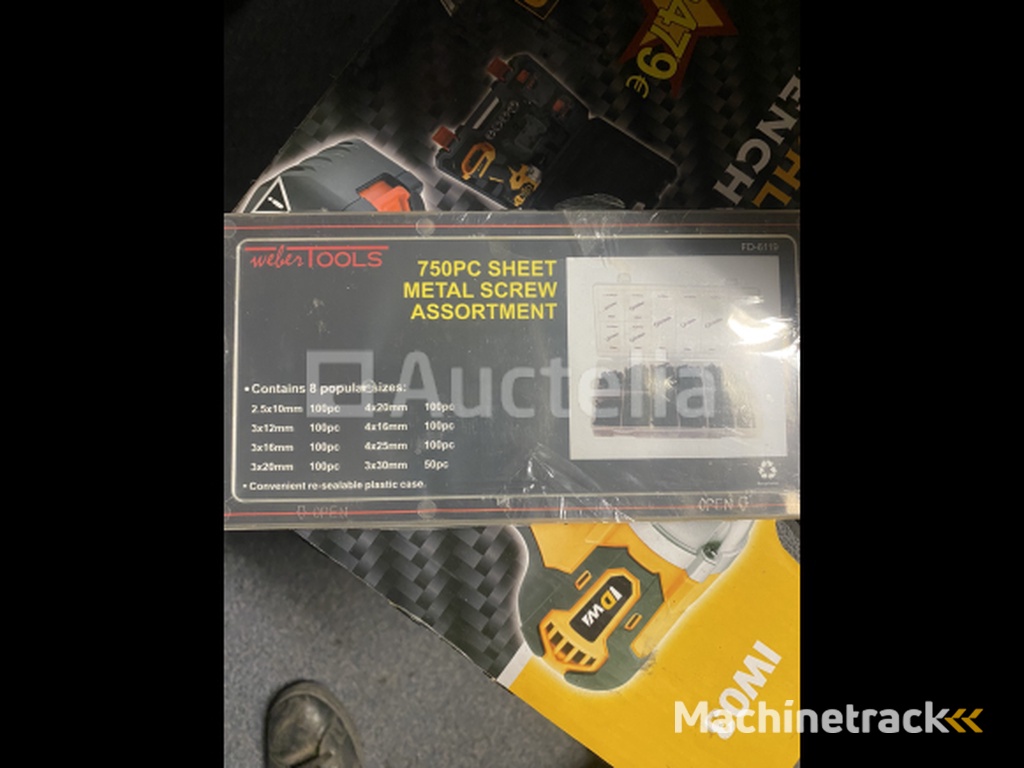 479€
ENCH
HL
weber TOOLS
FD-6119
750PC SHEET
METAL SCREW
ASSORTMENT
Auctelia
• Contains 8 popular sizes:
2.5x10mm 100pc 4x20mm 100pc
3x12mm 100pc 4x16mm 100pc
3x16mm 100pc 4x25mm 100pc
3x20mm 100pc 3x30mm 50pc
• Convenient re-sealable plastic case.
OPEN
OPEN
Machinetrack